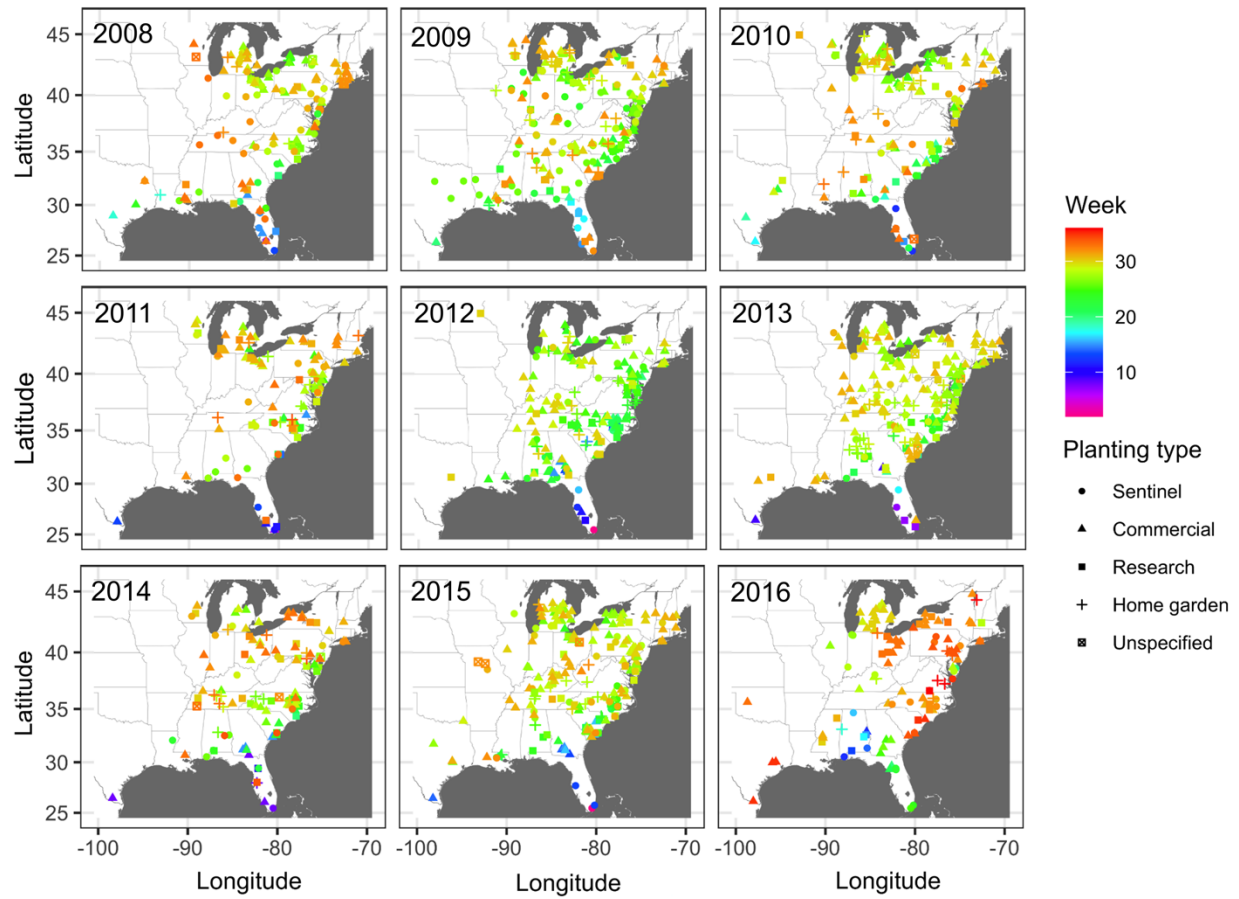 2008
2009
2010
45
40
35
30
25
Latitude
2011
2012
2013
45
40
35
30
25
Latitude
2014
2015
2016
45
40
35
30
25
Latitude
-100 -90 -80 -70
-100 -90 -80 -70
-100 -90 -80 -70
Longitude
Longitude
Longitude
Week
30
20
10
Planting type
Sentinel
Commercial
Research
Home garden
Unspecified